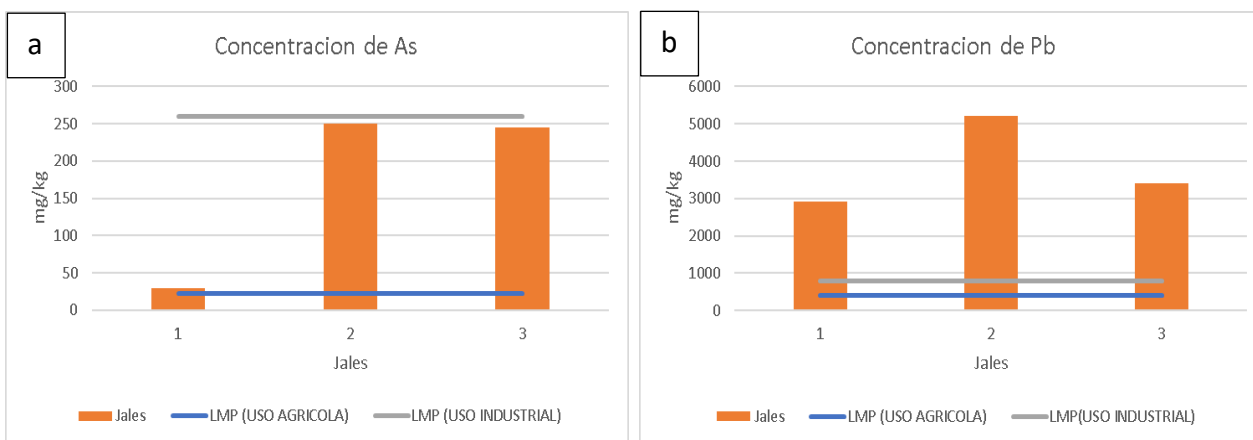 a
Concentracion de As
300
250
200
150
100
50
0
mg/kg
1 2 3
Jales
Jales LMP (USO AGRICOLA) LMP (USO INDUSTRIAL)
b
Concentracion de Pb
6000
5000
4000
3000
2000
1000
0
mg/kg
1 2 3
Jales
Jales LMP (USO AGRICOLA) LMP(USO INDUSTRIAL)